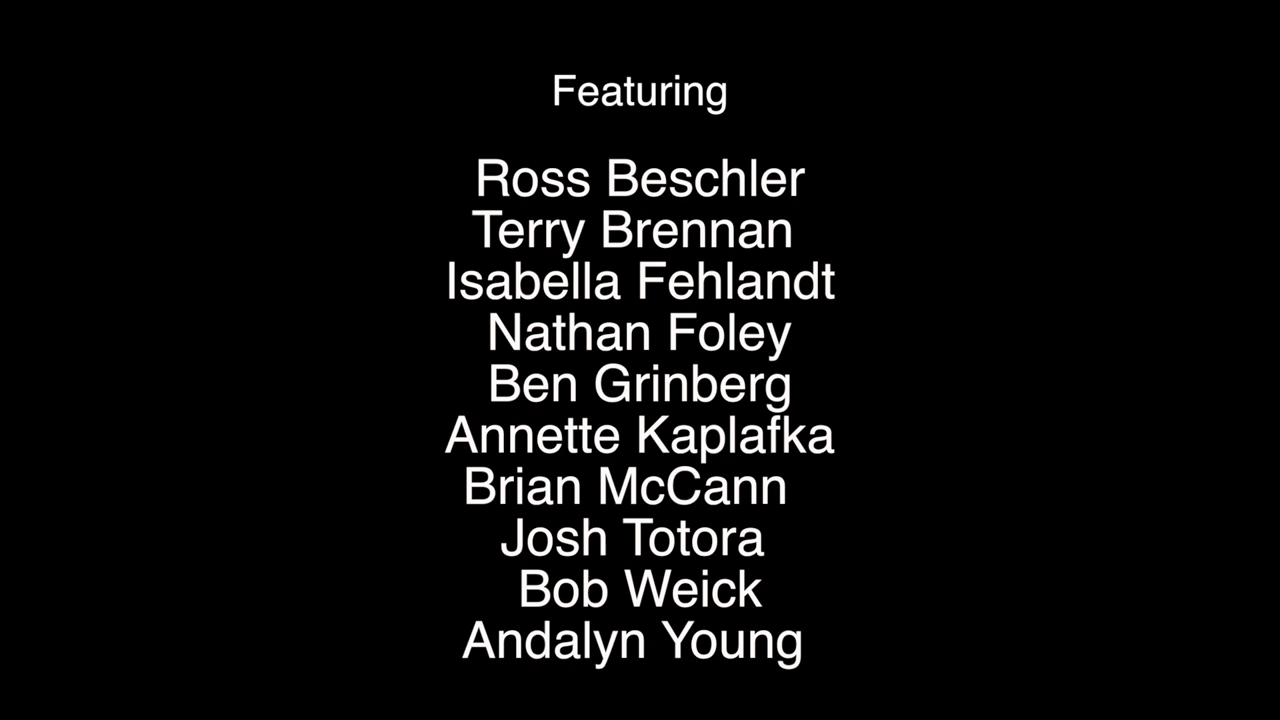 Featuring
Ross Beschler
Terry Brennan
Isabella Fehlandt
Nathan Foley
Ben Grinberg
Annette Kaplafka
Brian McCann
Josh Totora
Bob Weick
Andalyn Young